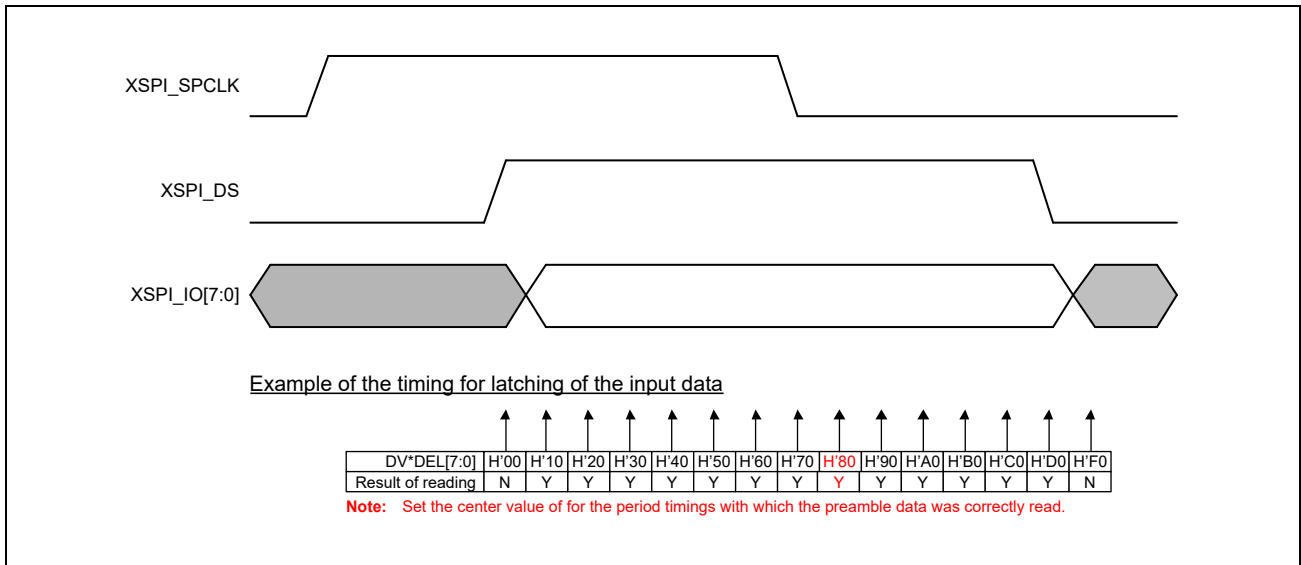 XSPI_SPCLK
XSPI_DS
XSPI_IO[7:0]
Example of the timing for latching of the input data
DV*DEL[7:0] H'00 H'10 H'20 H'30 H'40 H'50 H'60 H'70 H'80 H'90 H'A0 H'B0 H'C0 H'D0 H'F0
Result of reading N Y Y Y Y Y Y Y Y Y Y Y Y Y N
Note: Set the center value of for the period timings with which the preamble data was correctly read.